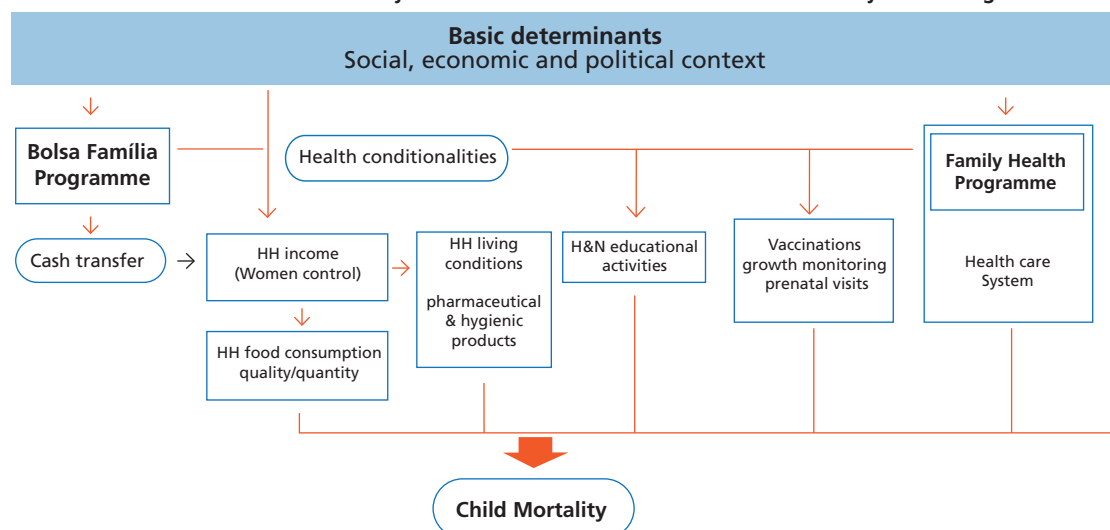 Basic determinants
Social, economic and political context
Bolsa Família
Programme
Health conditionalities
Family Health
Programme
Cash transfer
HH income
(Women control)
HH living
conditions
pharmaceutical
& hygienic
products
H&N educational
activities
Vaccinations
growth monitoring
prenatal visits
Health care
System
HH food consumption
quality/quantity
Child Mortality